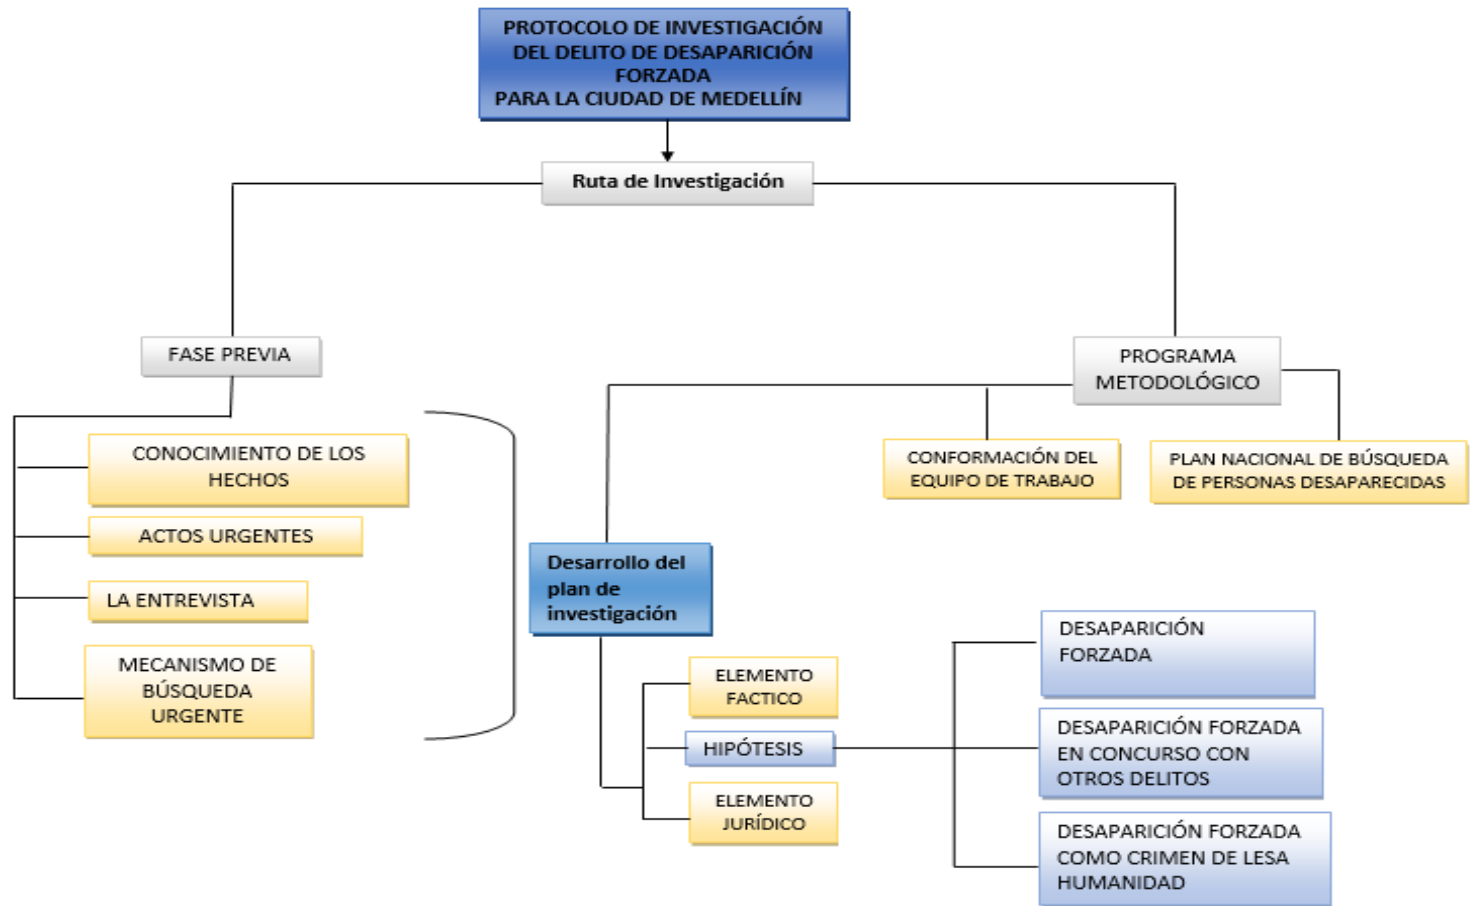 PROTOCOLO DE INVESTIGACIÓN
DEL DELITO DE DESAPARICIÓN
FORZADA
PARA LA CIUDAD DE MEDELLÍN
Ruta de Investigación
FASE PREVIA
CONOCIMIENTO DE LOS
HECHOS
ACTOS URGENTES
LA ENTREVISTA
MECANISMO DE
BÚSQUEDA
URGENTE
PROGRAMA
METODOLÓGICO
CONFORMACIÓN DEL
EQUIPO DE TRABAJO
PLAN NACIONAL DE BÚSQUEDA
DE PERSONAS DESAPARECIDAS
Desarrollo del
plan de
investigación
ELEMENTO
FACTICO
HIPÓTESIS
ELEMENTO
JURÍDICO
DESAPARICIÓN
FORZADA
DESAPARICIÓN FORZADA
EN CONCURSO CON
OTROS DELITOS
DESAPARICIÓN FORZADA
COMO CRIMEN DE LESA
HUMANIDAD